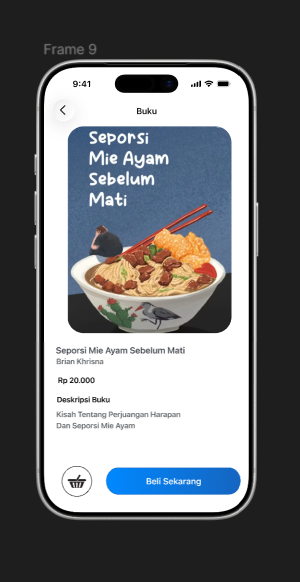 Frame 9
9:41
Buku
Seporsi
Mie Ayam
Sebelum
Mati
Seporsi Mie Ayam Sebelum Mati
Brian Khrisna
Rp 20.000
Deskripsi Buku
Kisah Tentang Perjuangan Harapan
Dan Seporsi Mie Ayam
Beli Sekarang